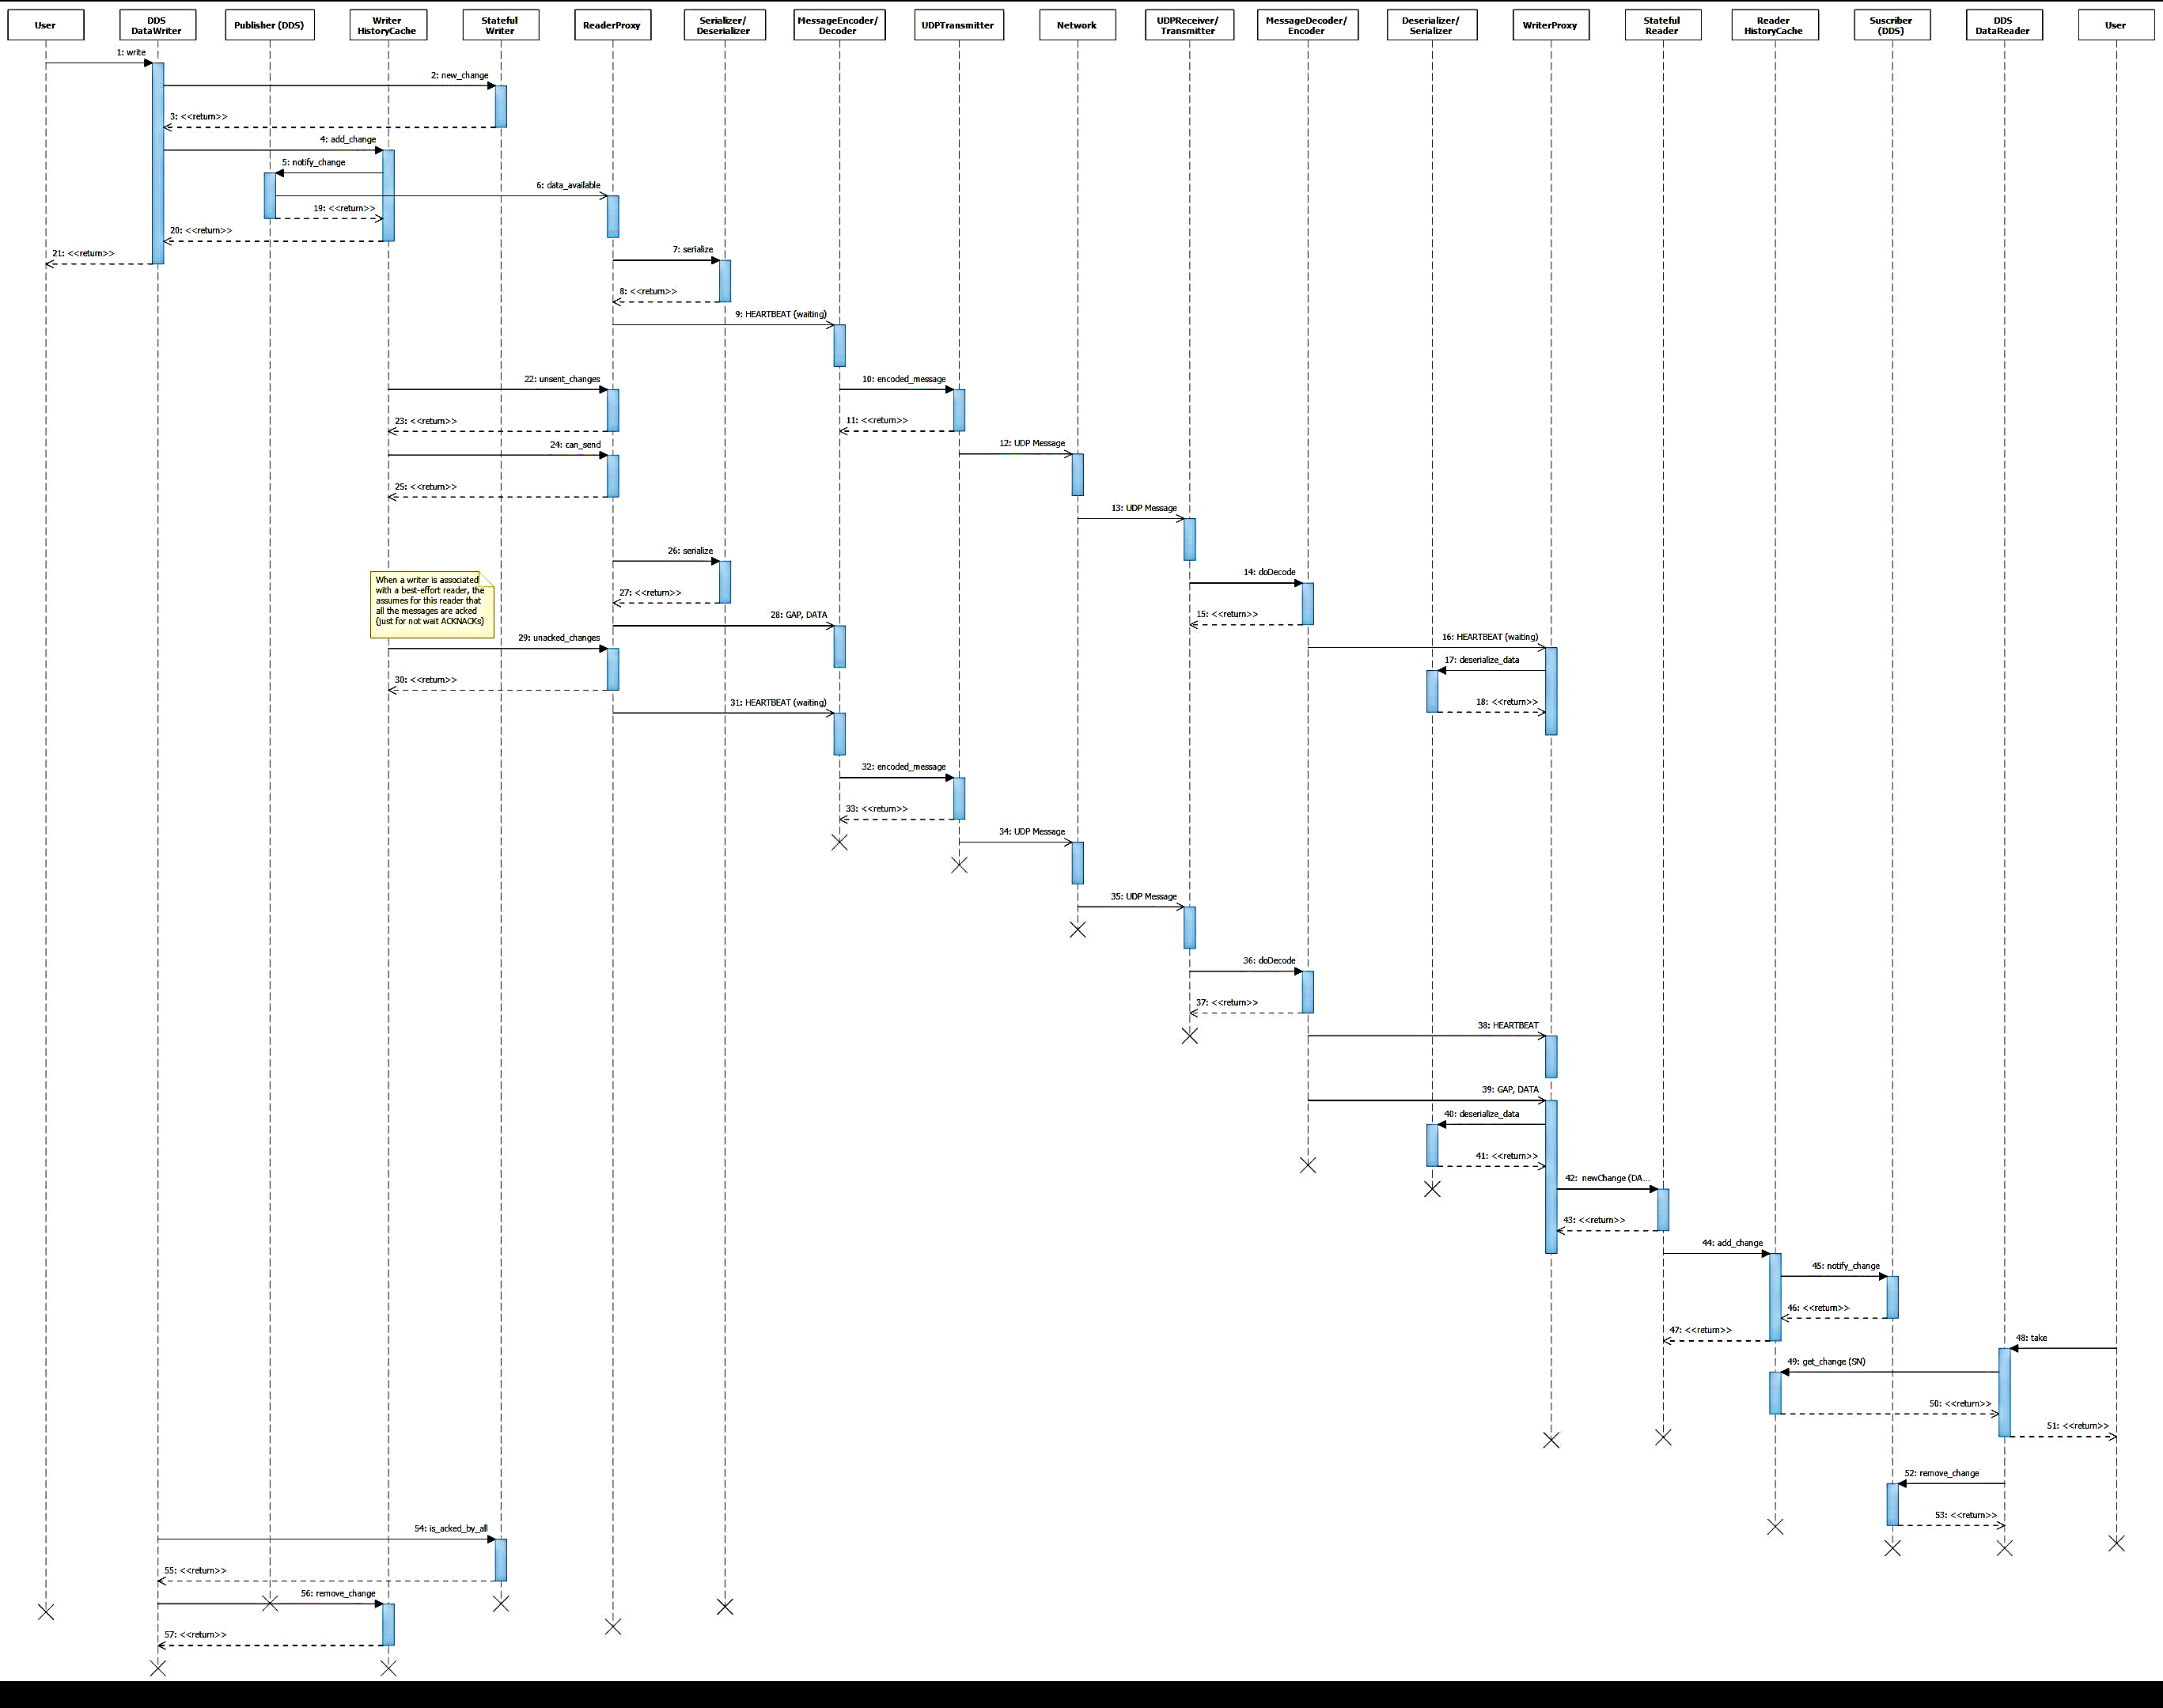 User
DDS
DataWriter
Publisher (DDS)
Writer
HistoryCache
Stateful
Writer
ReaderProxy
Serializer/
Deserializer
MessageEncoder/
Decoder
UDPTransmitter
Network
UDPReceiver/
Transmitter
MessageDecoder/
Encoder
Deserializer/
Serializer
WriterProxy
Stateful
Reader
Reader
HistoryCache
Suscriber
(DDS)
DDS
DataReader
User
1: write
2: new_change
3: <<return>>
4: add_change
5: notify_change
6: data_available
19: <<return>>
20: <<return>>
21: <<return>>
7: serialize
8: <<return>>
9: HEARTBEAT (waiting)
22: unsent_changes
10: encoded_message
23: <<return>>
11: <<return>>
24: can_send
12: UDP Message
25: <<return>>
13: UDP Message
26: serialize
14: doDecode
When a writer is associated
with a best-effort reader, the
assumes for this reader that
all the messages are acked
(just for not wait ACKNACKs)
27: <<return>>
28: GAP, DATA
15: <<return>>
29: unacked_changes
16: HEARTBEAT (waiting)
17: deserialize_data
30: <<return>>
31: HEARTBEAT (waiting)
18: <<return>>
32: encoded_message
33: <<return>>
34: UDP Message
35: UDP Message
36: doDecode
37: <<return>>
38: HEARTBEAT
39: GAP, DATA
40: deserialize_data
41: <<return>>
42: newChange (DA...
43: <<return>>
44: add_change
45: notify_change
46: <<return>>
47: <<return>>
48: take
49: get_change (SN)
50: <<return>>
51: <<return>>
52: remove_change
53: <<return>>
54: is_acked_by_all
55: <<return>>
56: remove_change
57: <<return>>